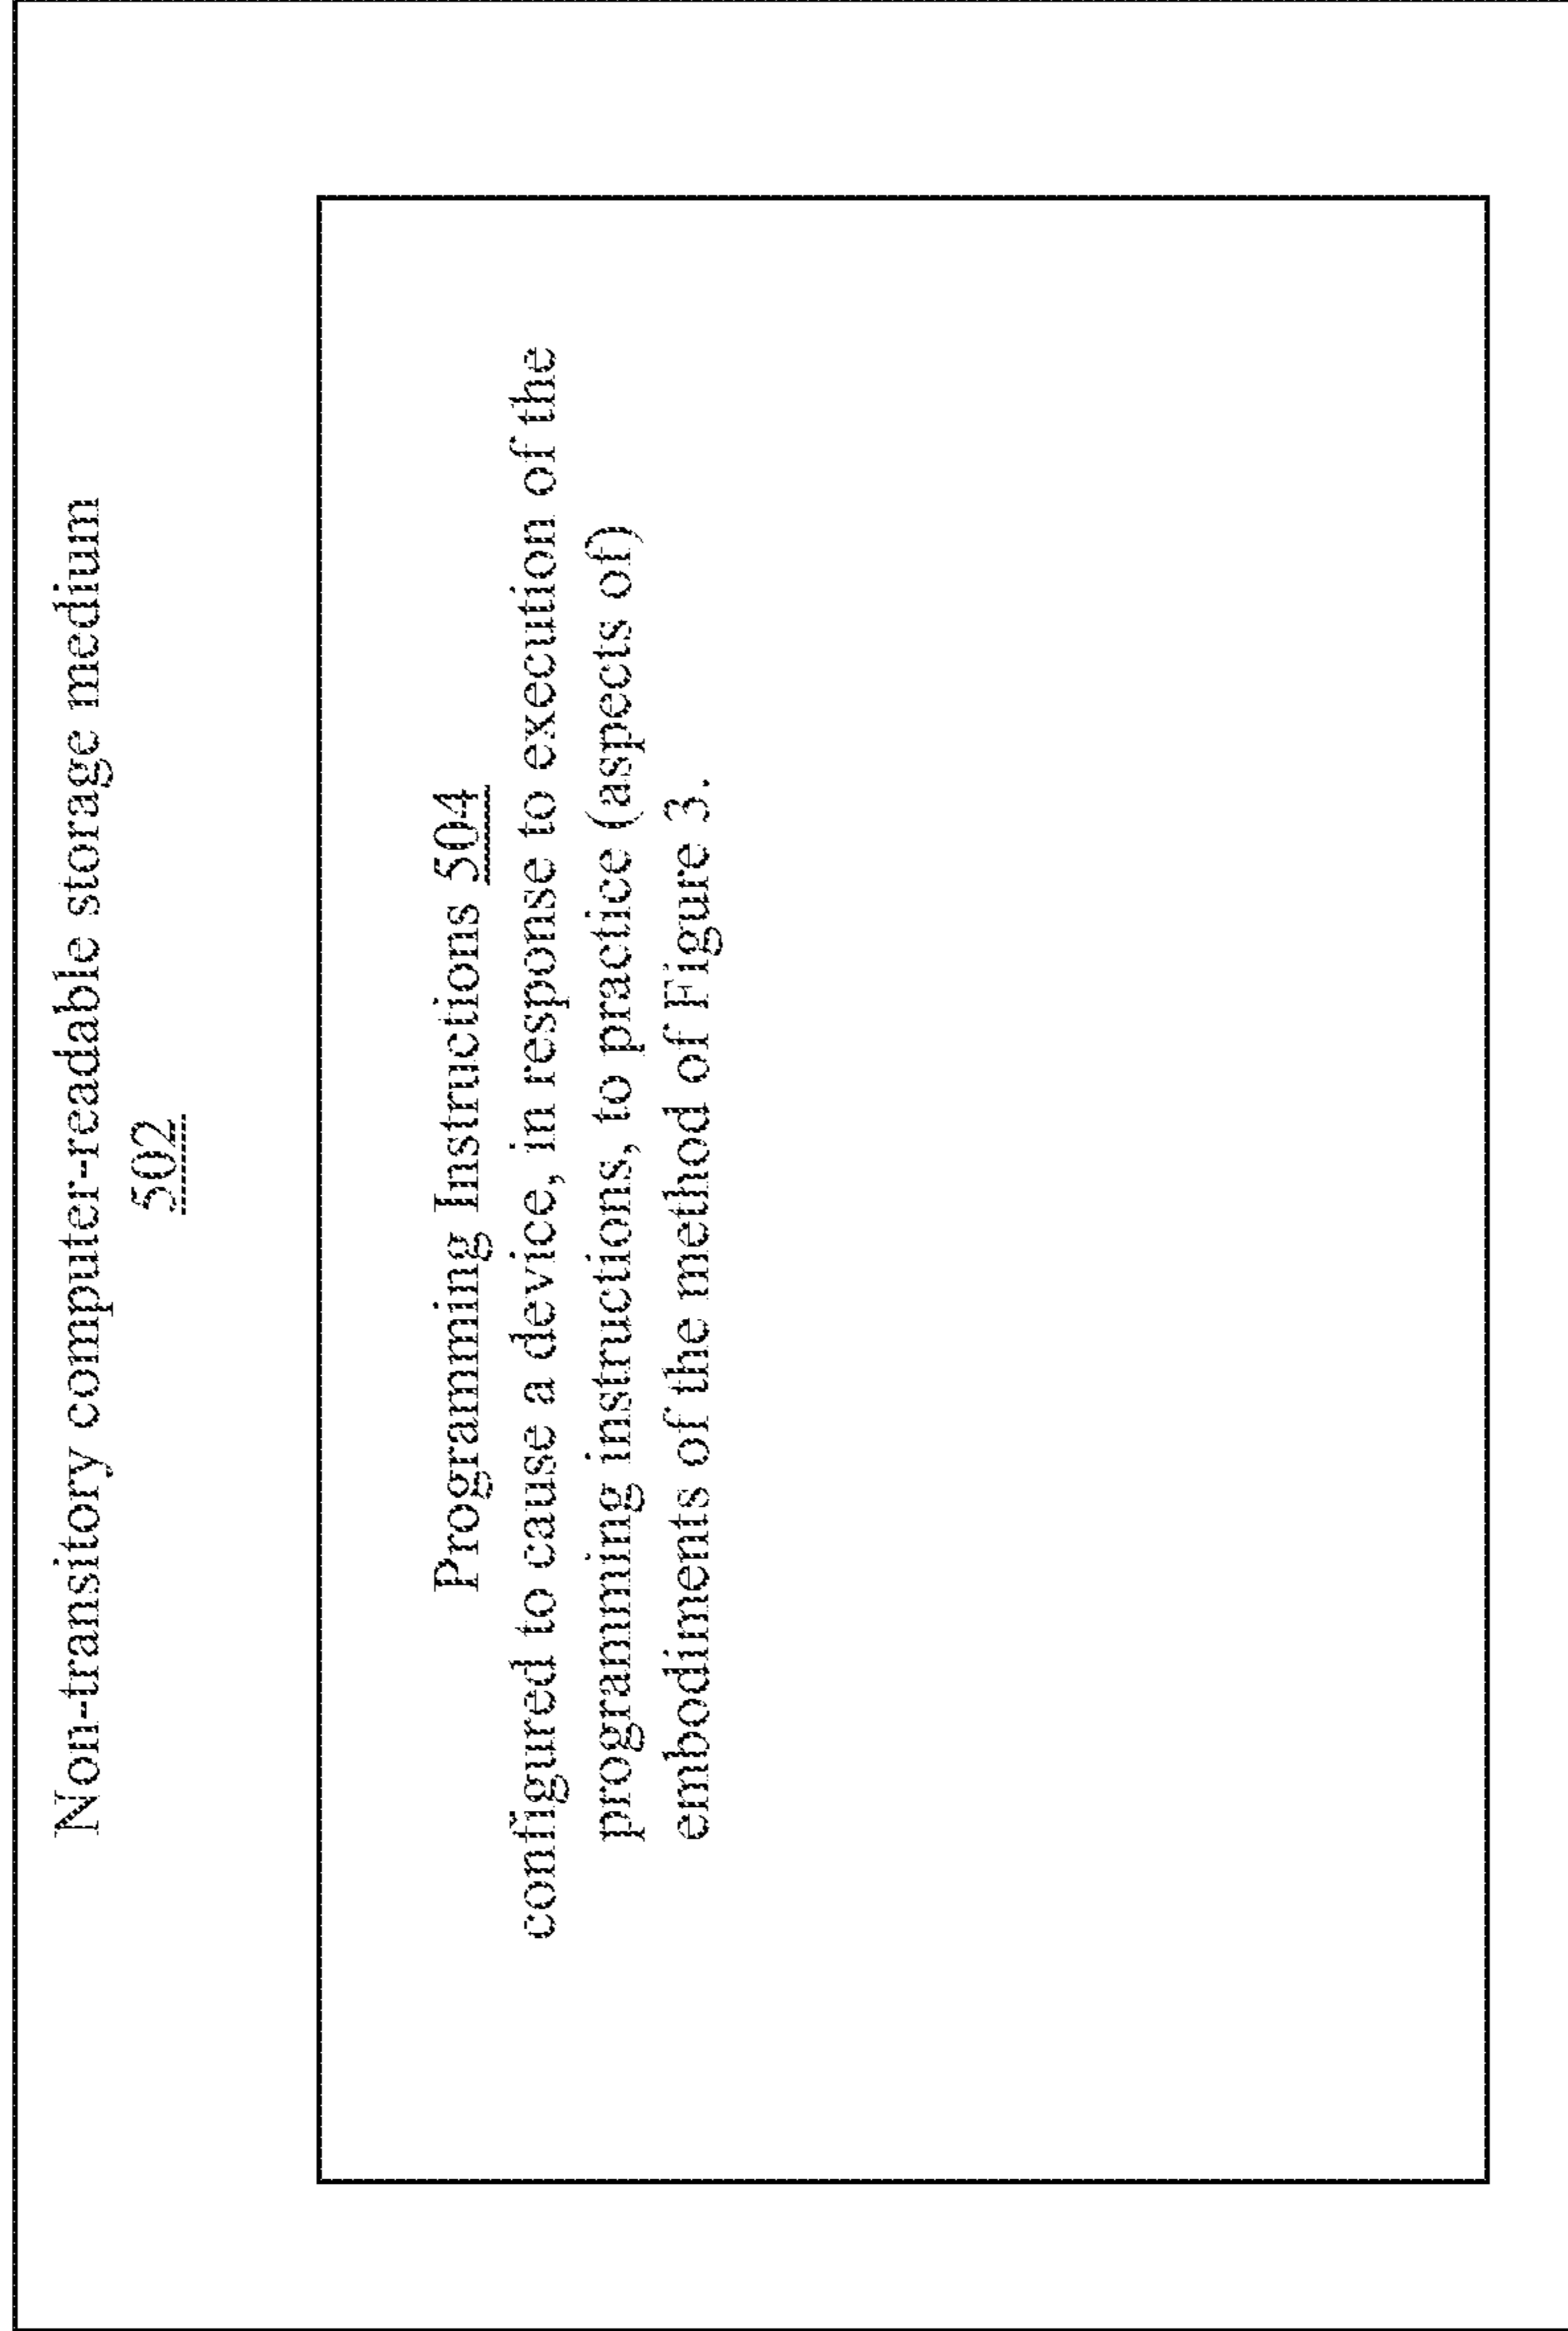 Non-transitory computer-readable storage medium
502
Programming Instructions 504
configured to cause a device, in response to execution of the
programming instructions, to practice (aspects of)
embodiments of the method of Figure 3.